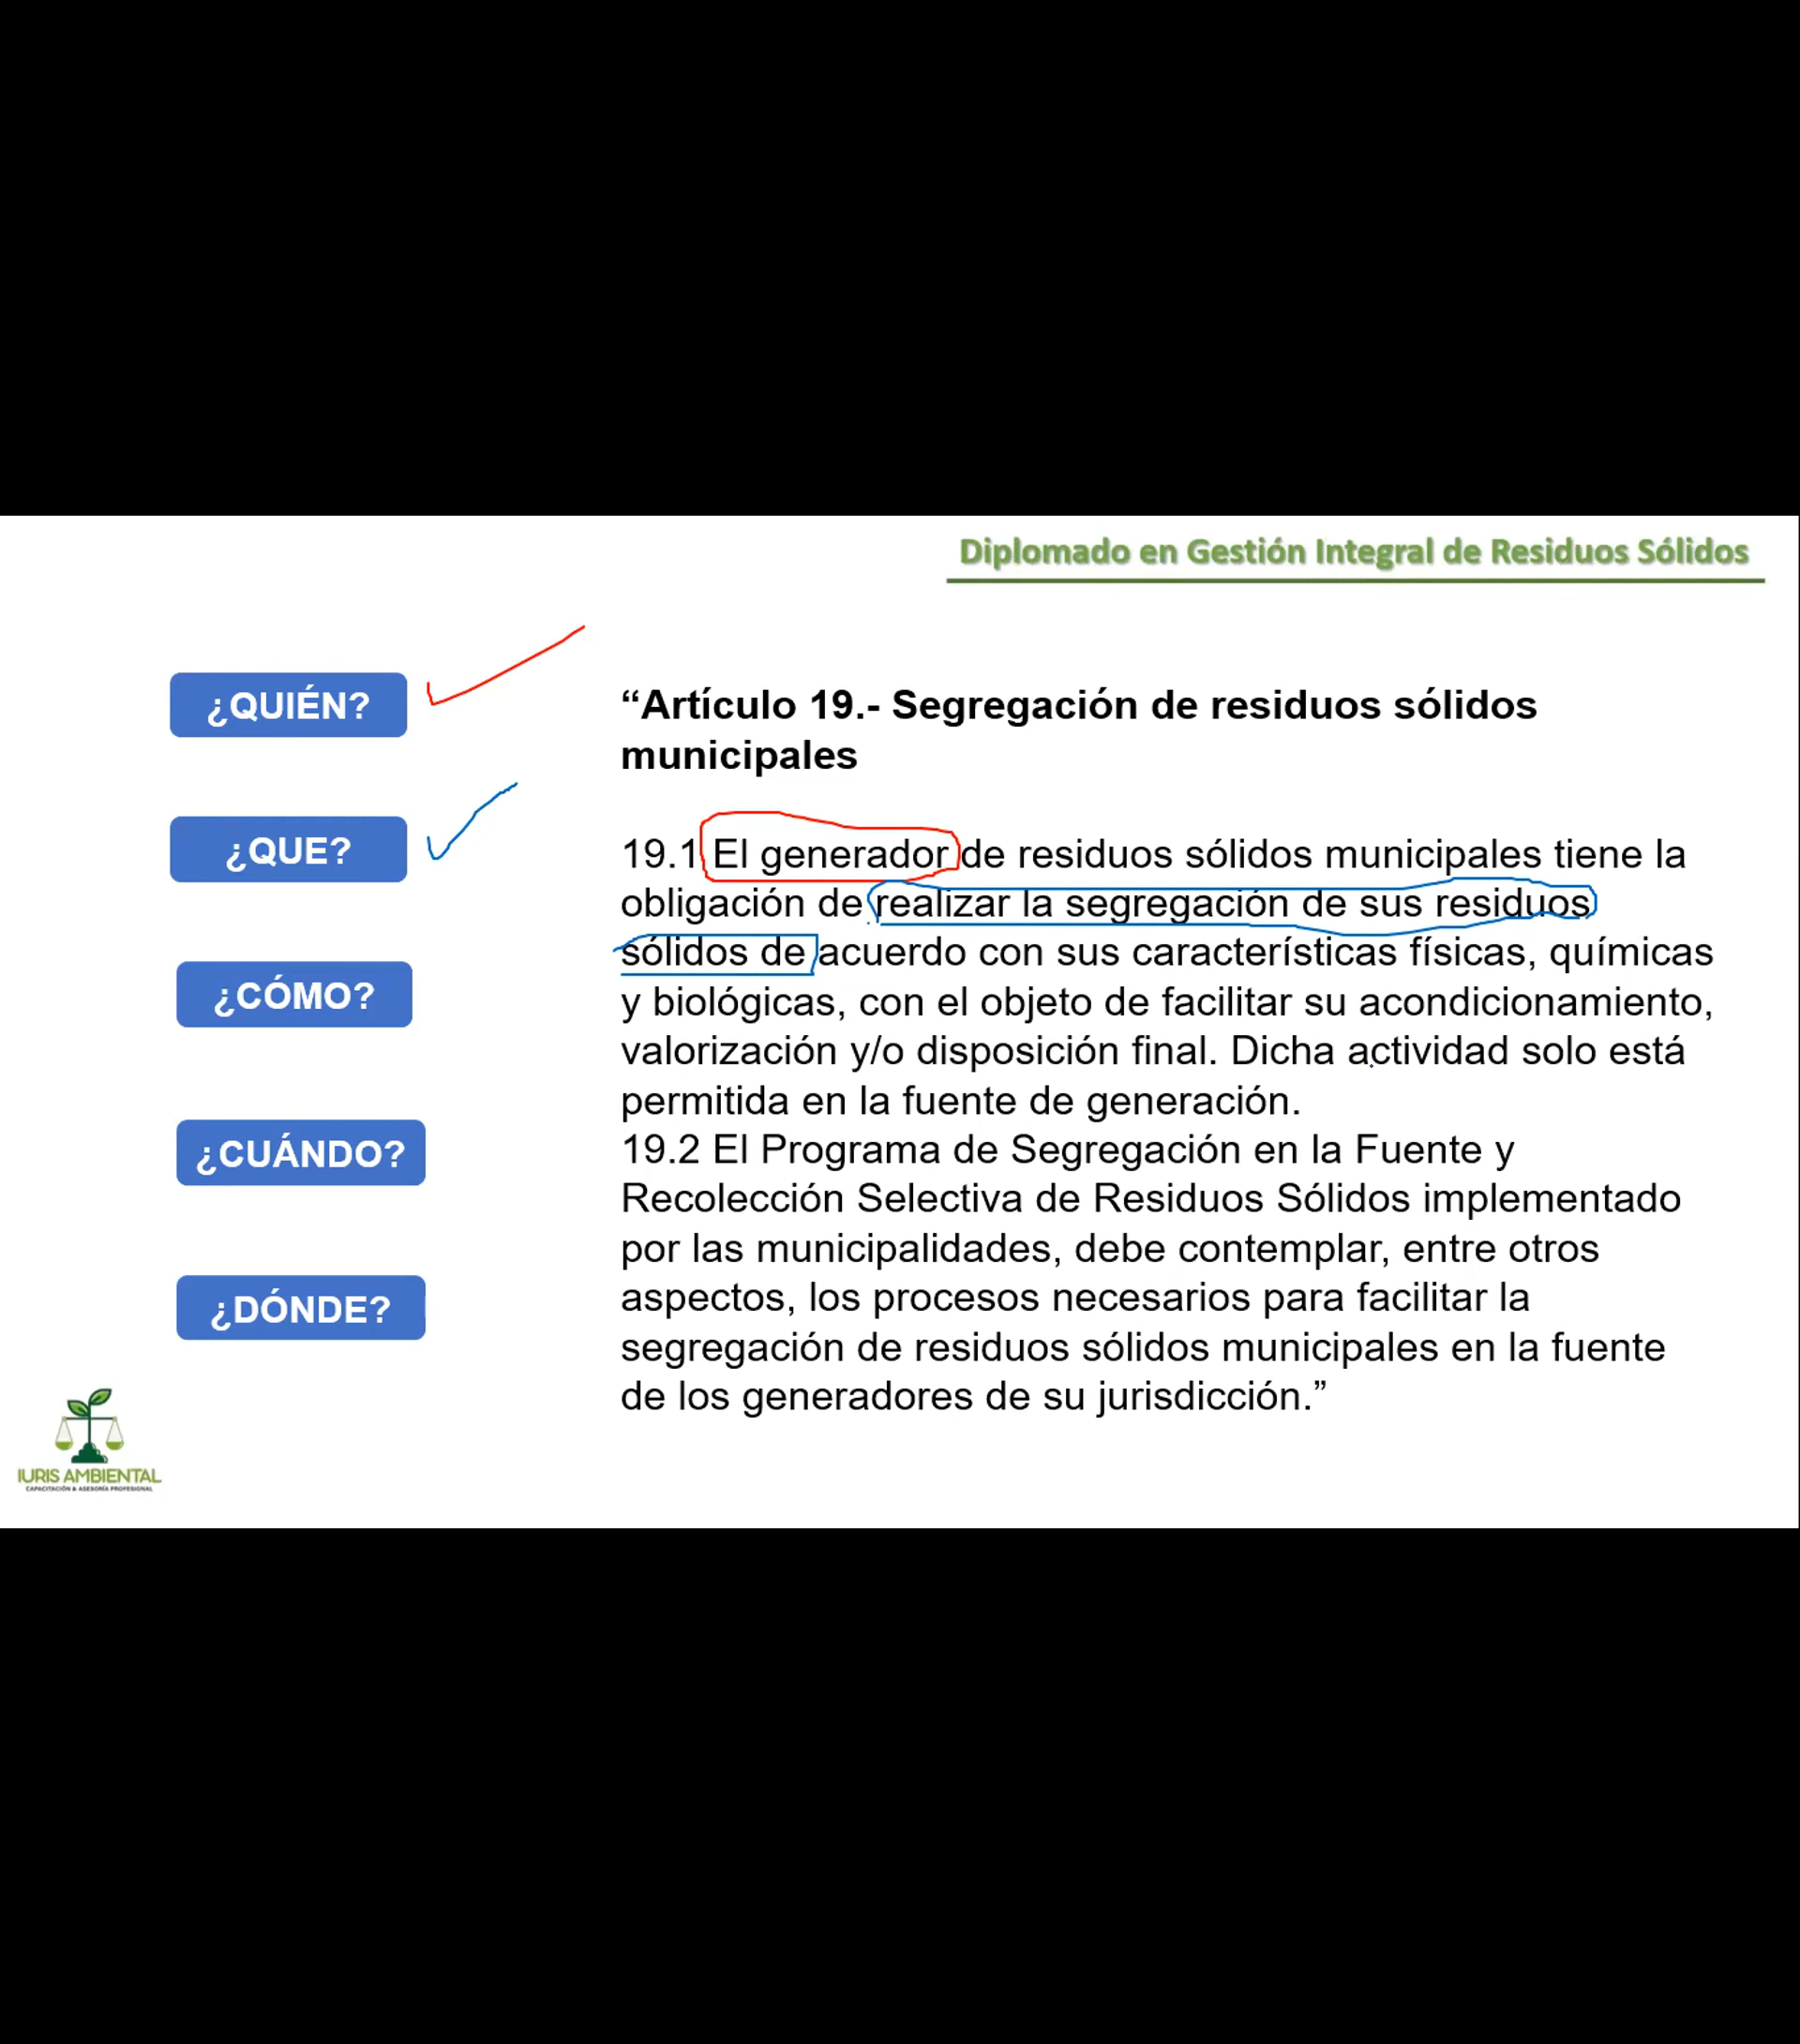 Diplomado en Gestión Integral de Residuos Sólidos
¿QUIÉN?
¿QUE?
¿CÓMO?
¿CUÁNDO?
¿DÓNDE?
“Artículo 19.- Segregación de residuos sólidos
municipales
19.1 El generador de residuos sólidos municipales tiene la
obligación de realizar la segregación de sus residuos
sólidos de acuerdo con sus características físicas, químicas
y biológicas, con el objeto de facilitar su acondicionamiento,
valorización y/o disposición final. Dicha actividad solo está
permitida en la fuente de generación.
19.2 El Programa de Segregación en la Fuente y
Recolección Selectiva de Residuos Sólidos implementado
por las municipalidades, debe contemplar, entre otros
aspectos, los procesos necesarios para facilitar la
segregación de residuos sólidos municipales en la fuente
de los generadores de su jurisdicción.”
IURIS AMBIENTAL
CAPACITACIÓN & ASESORÍA PROFESIONAL